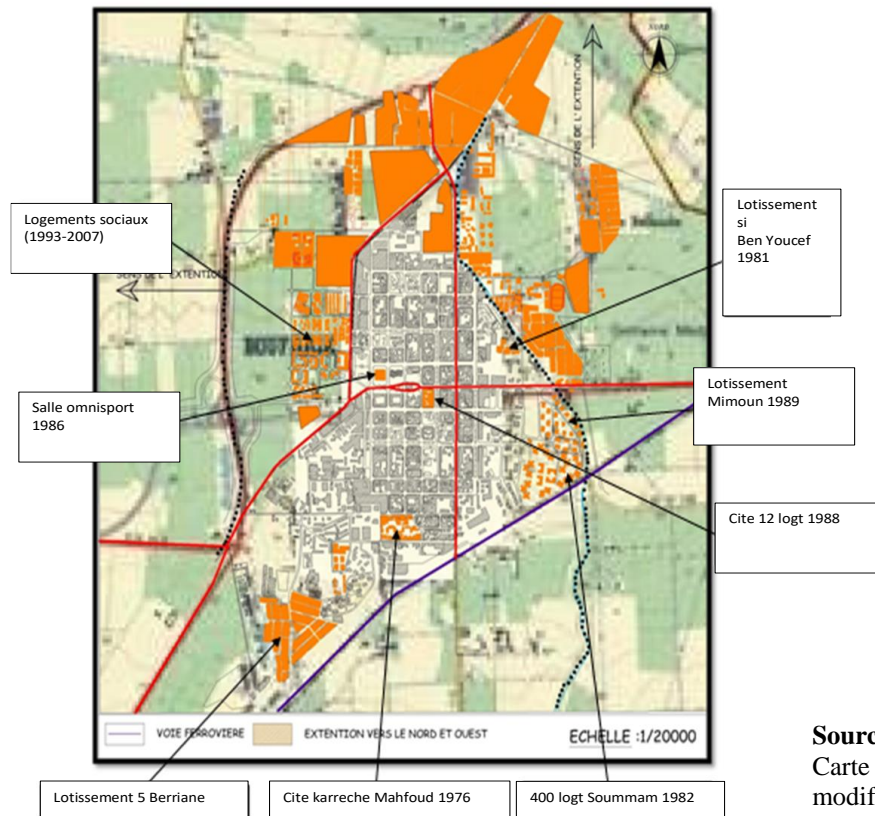 NORD
SENS DE L' EXTENTION
Logements sociaux
(1993-2007)
SENS DE L' EXTENTION
Lotissement
si
Ben Youcef
1981
Salle omnisport
1986
Lotissement
Mimoun 1989
Cite 12 logt 1988
VOIE FERROVIERE
EXTENTION VERS LE NORD ET OUEST
ECHELLE :1/20000
Lotissement 5 Berriane
Cite karreche Mahfoud 1976
400 logt Soummam 1982
Sourc
Carte
modif